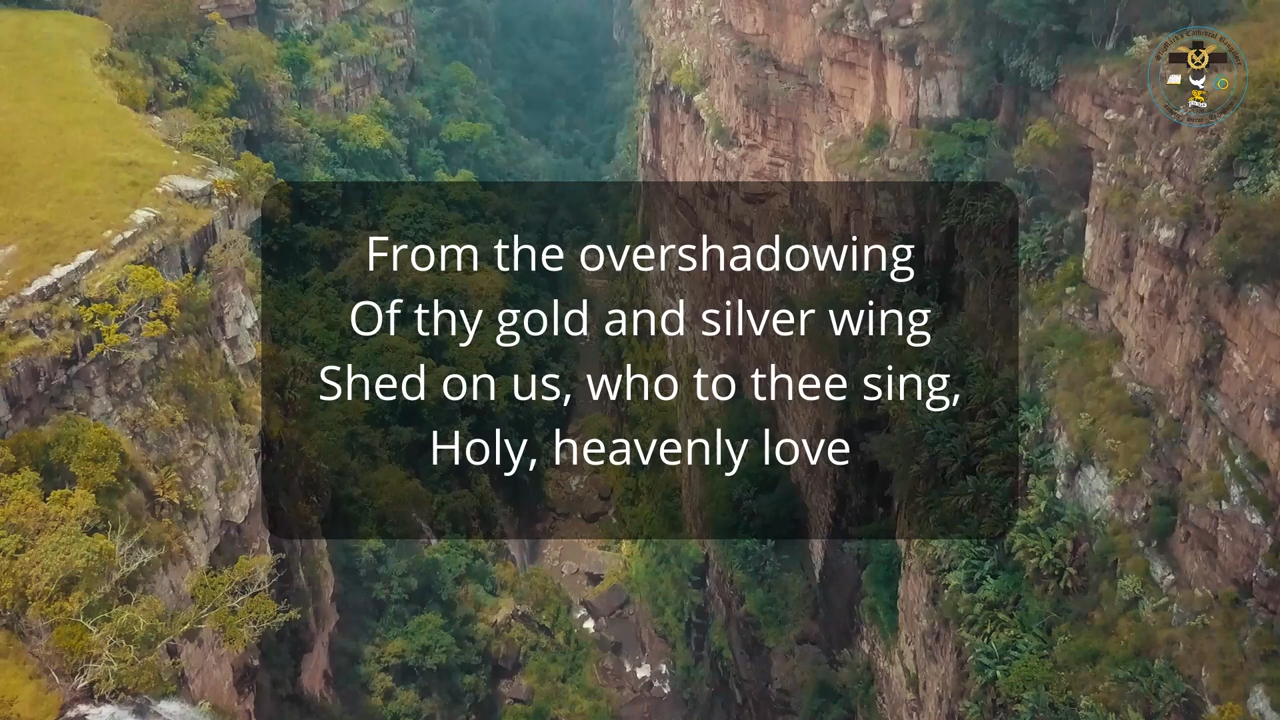 From the overshadowing
Of thy gold and silver wing
Shed on us, who to thee sing,
Holy, heavenly love